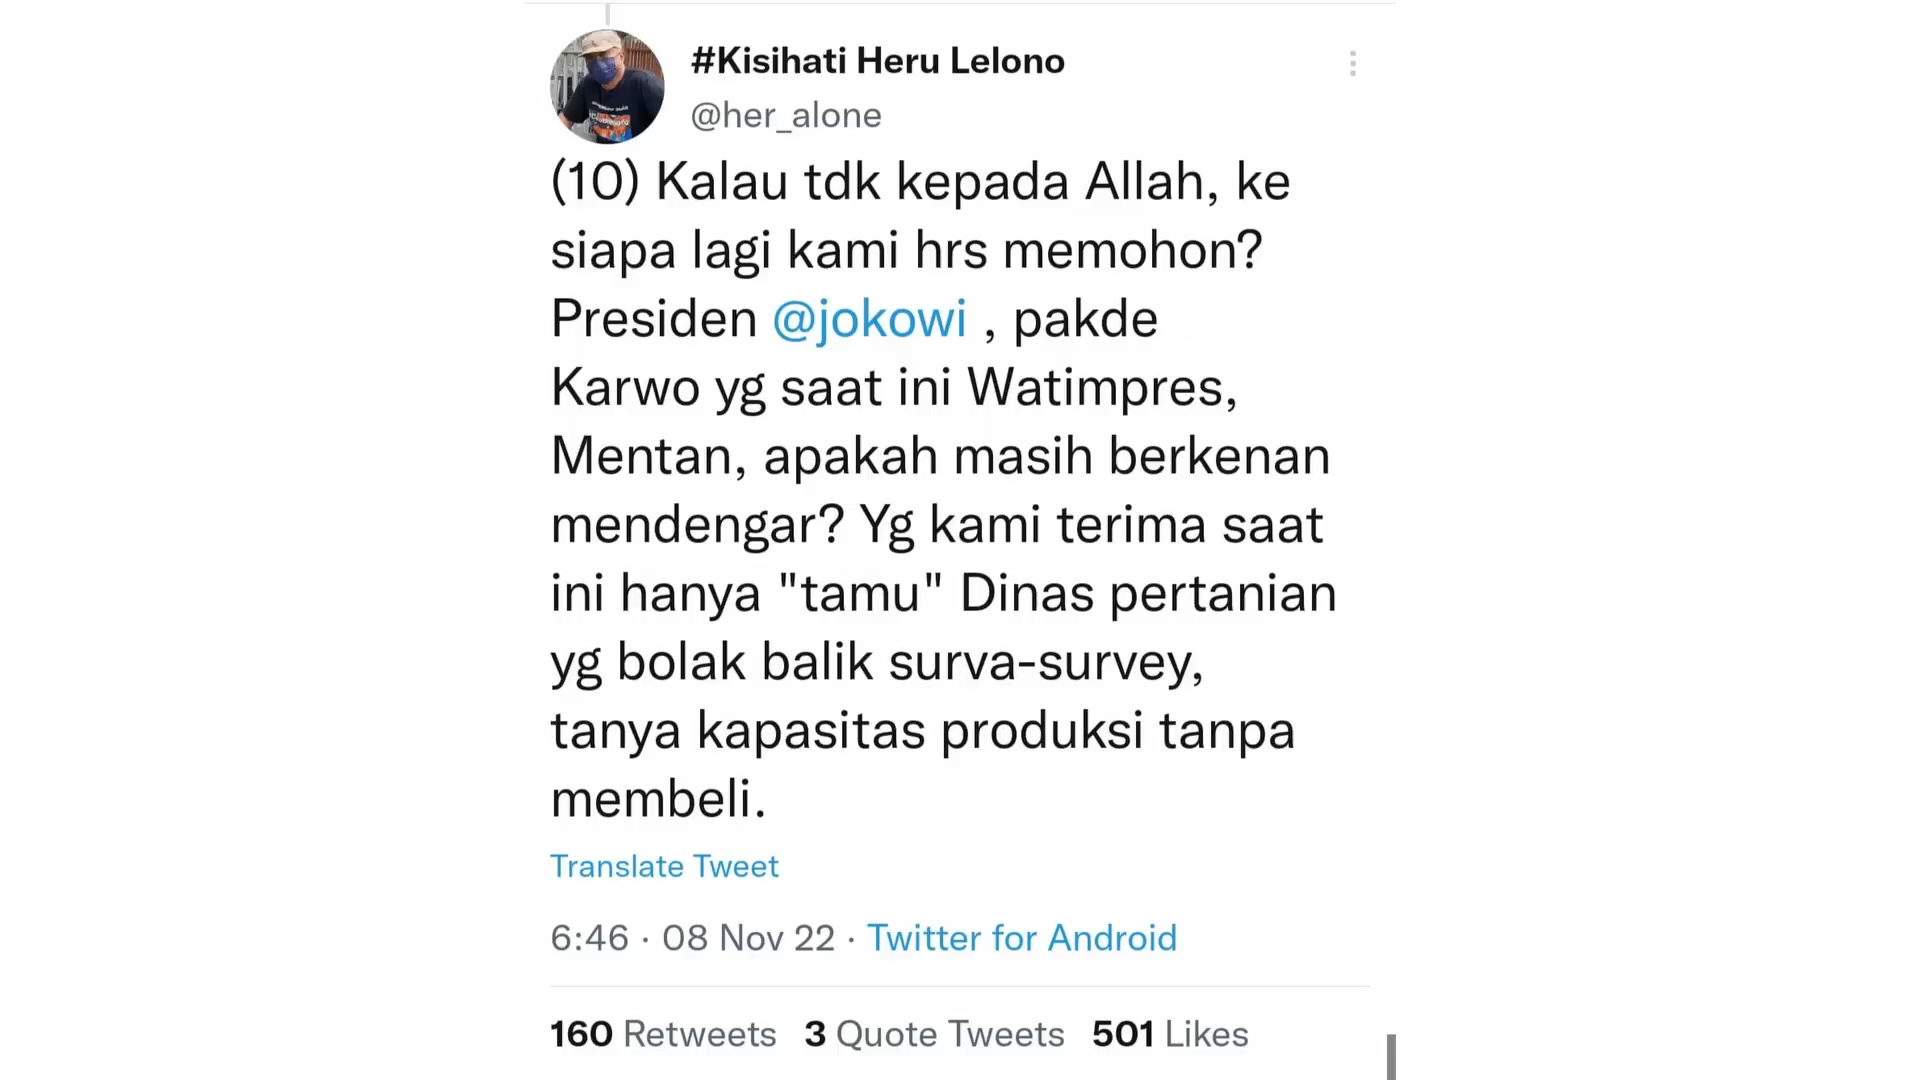 #Kisihati Heru Lelono
@her_alone
(10) Kalau tdk kepada Allah, ke
siapa lagi kami hrs memohon?
Presiden @jokowi , pakde
Karwo yg saat ini Watimpres,
Mentan, apakah masih berkenan
mendengar? Yg kami terima saat
ini hanya "tamu" Dinas pertanian
yg bolak balik surva-survey,
tanya kapasitas produksi tanpa
membeli.
Translate Tweet
6:46 · 08 Nov 22 · Twitter for Android
160 Retweets 3 Quote Tweets 501 Likes